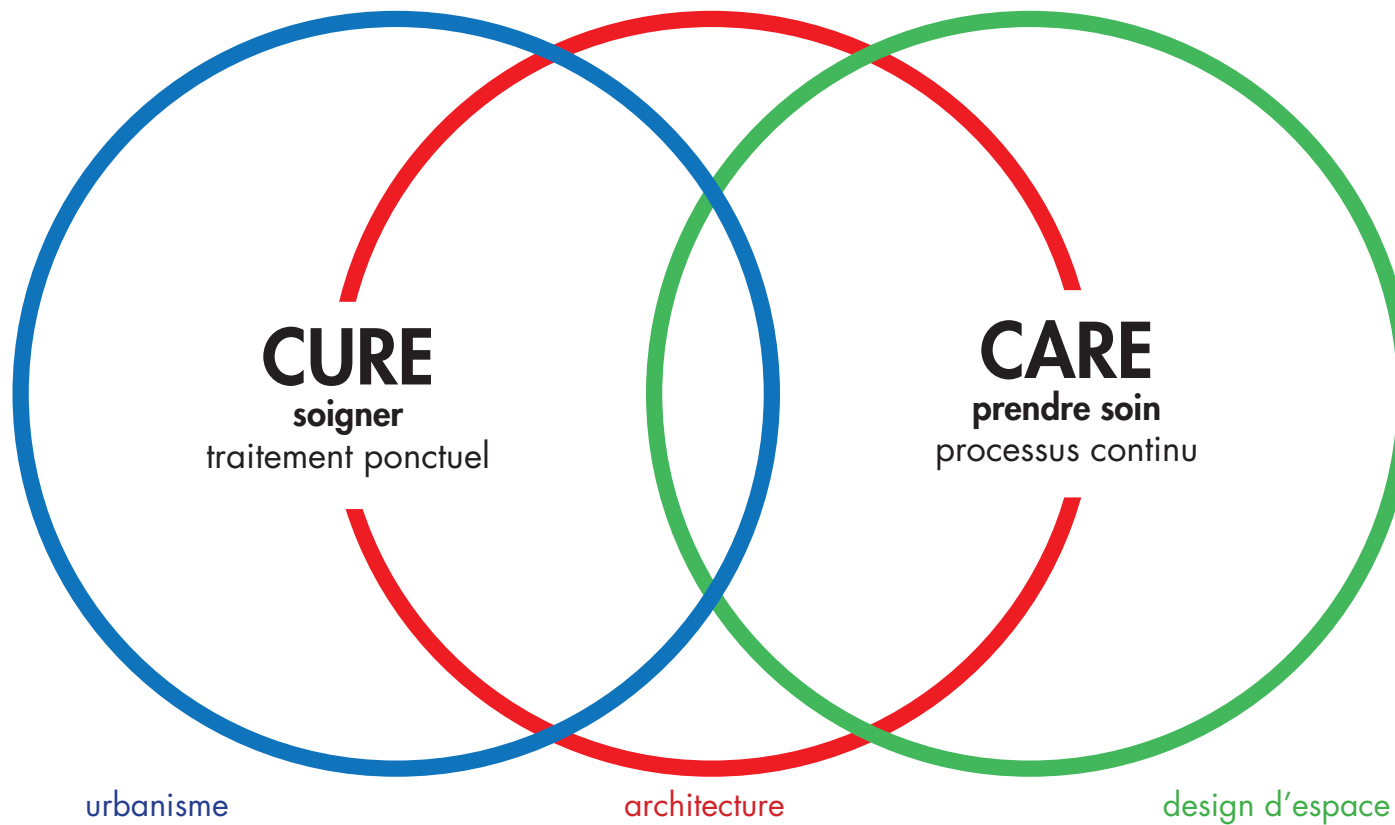 CURE
soigner
traitement ponctuel
CARE
prendre soin
processus continu
urbanisme
architecture
design d’espace